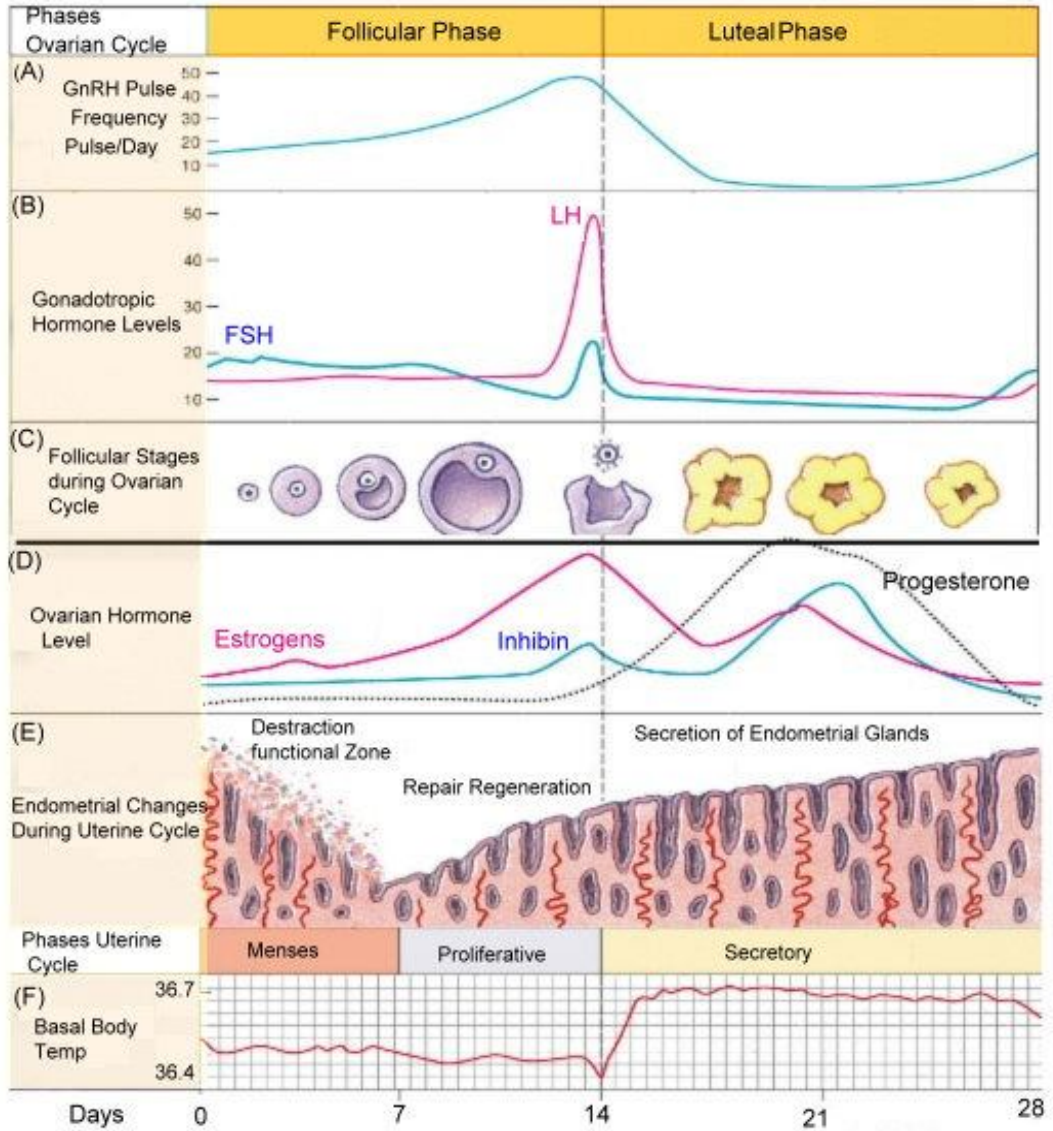 Phases
Ovarian Cycle
Follicular Phase
Luteal Phase
(A)
GnRH Pulse
Frequency
Pulse/Day
50
40
30
20
10
(B)
Gonadotropic
Hormone Levels
50
40
30
20
10
LH
FSH
(C)
Follicular Stages
during Ovarian
Cycle
(D)
Ovarian Hormone
Level
Estrogens
Inhibin
Progesterone
(E)
Endometrial Changes
During Uterine Cycle
Destraction
functional Zone
Repair Regeneration
Secretion of Endometrial Glands
Phases Uterine
Cycle
Menses
Proliferative
Secretory
(F)
Basal Body
Temp
36.7
36.4
Days
0
7
14
21
28